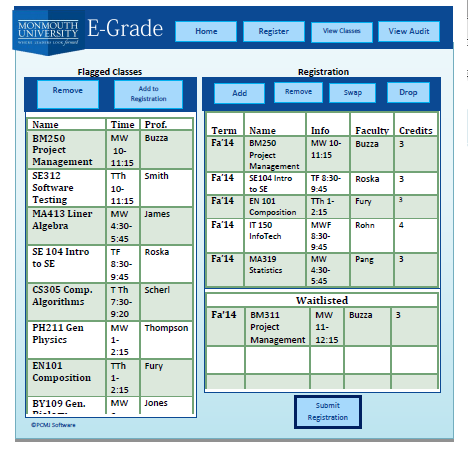 MONMOUTH
UNIVERSITY
WHERE LEADERS LOOK forward
E-Grade
Home
Register
View Classes
View Audit
Flagged Classes
Remove
Add to
Registration
Name Time Prof.
BM250 MW Buzza
Project 10-
Management 11:15
SE312 TTh Smith
Software 10-
Testing 11:15
MA413 Liner MW James
Algebra 4:30-
5:45
SE 104 Intro TF Roska
to SE 8:30-
9:45
CS305 Comp. T Th Scherl
Algorithms 7:30-
9:20
PH211 Gen MW Thompson
Physics 1-
2:15
EN101 TTh Fury
Composition 1-
2:15
BY109 Gen. MW Jones
Registration
Add
Remove
Swap
Drop
Term Name Info Faculty Credits
Fa'14 BM250 MW 10- Buzza 3
Project 11:15
Management
Fa'14 SE104 Intro TF 8:30- Roska 3
to SE 9:45
Fa'14 EN 101 TTh 1- Fury 3
Composition 2:15
Fa'14 IT 150 MWF Rohn 4
InfoTech 8:30-
9:45
Fa'14 MA319 MW Pang 3
Statistics 4:30-
5:45
Waitlisted
Fa'14 BM311 MW Buzza 3
Project 11-
Management 12:15
Submit
Registration
©PCMJ Software